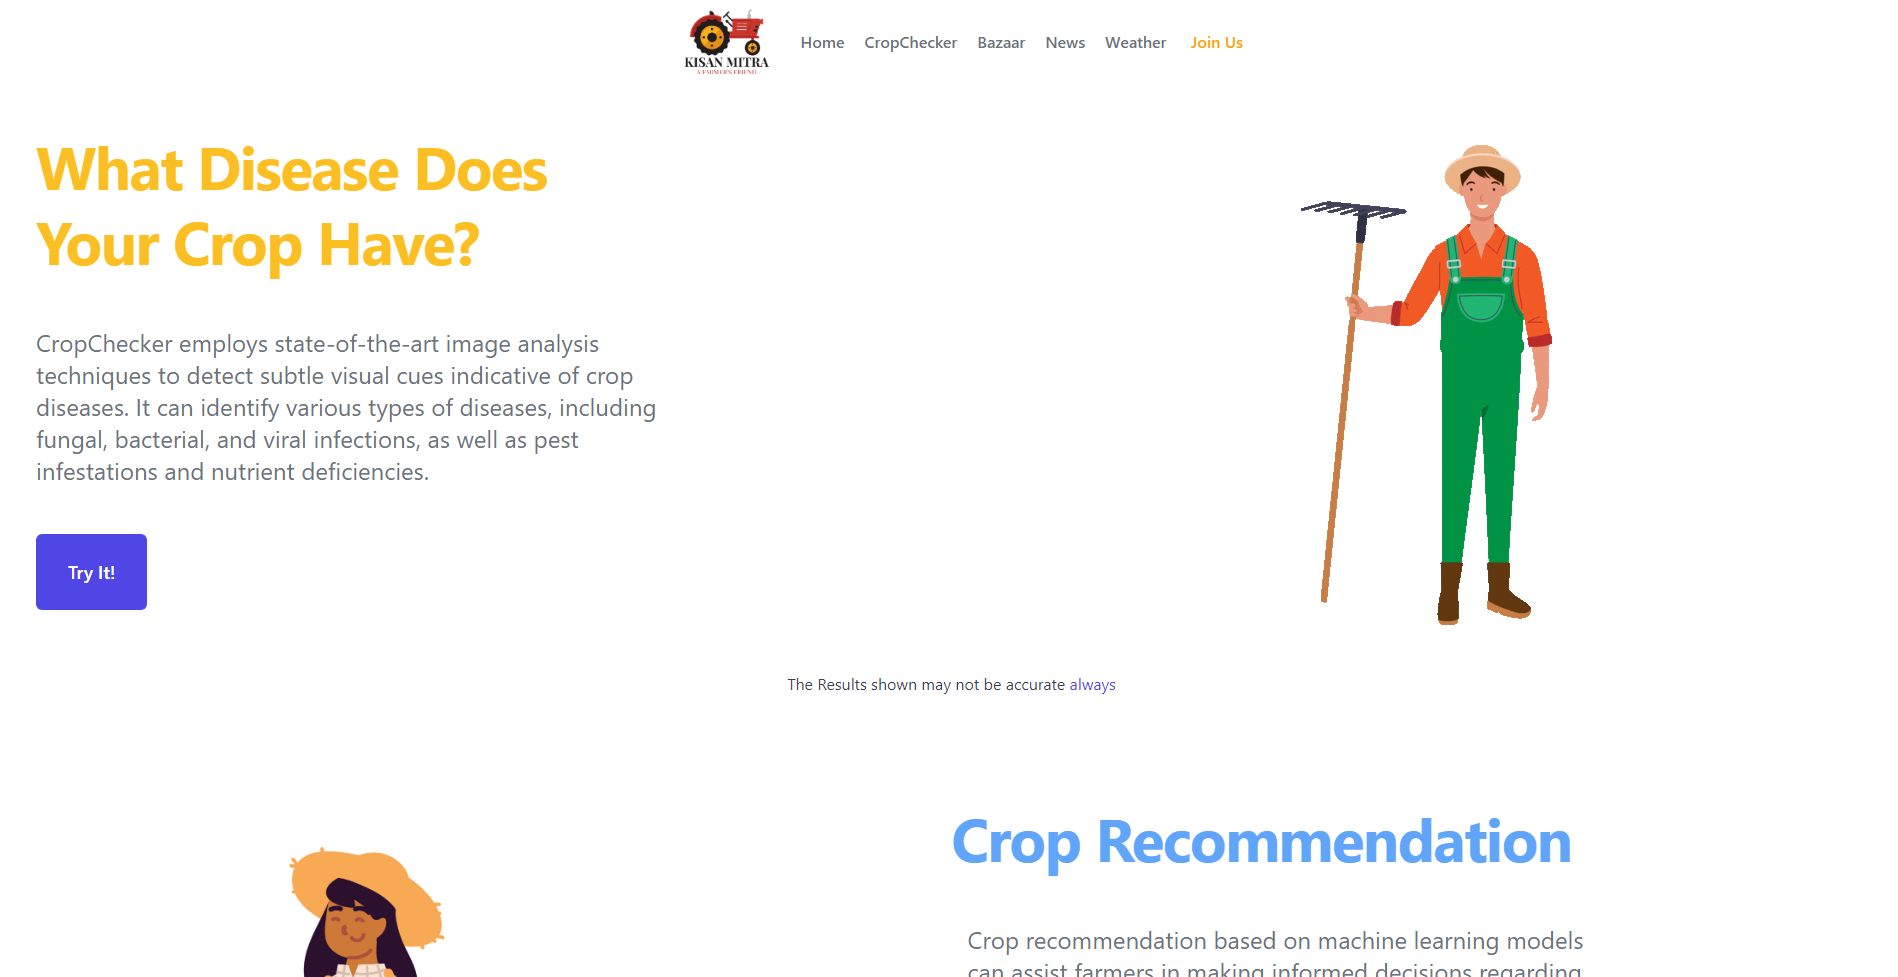 KISAN MITRA
A FARMER'S FRIEND
Home CropChecker Bazaar News Weather Join Us
What Disease Does
Your Crop Have?
CropChecker employs state-of-the-art image analysis
techniques to detect subtle visual cues indicative of crop
diseases. It can identify various types of diseases, including
fungal, bacterial, and viral infections, as well as pest
infestations and nutrient deficiencies.
Try It!
The Results shown may not be accurate always
Crop Recommendation
Crop recommendation based on machine learning models
can assist farmers in making informed decisions regarding